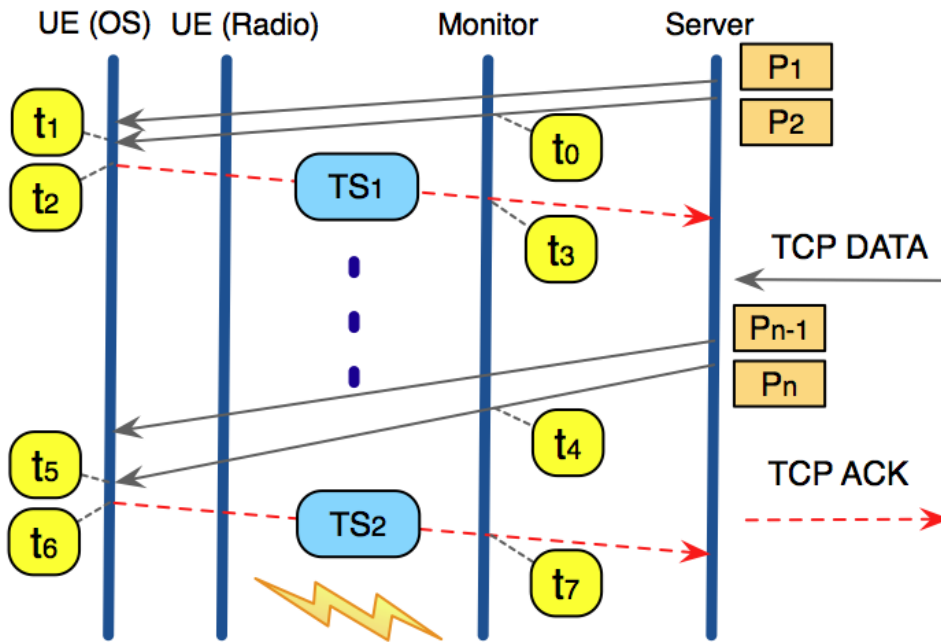 UE (OS) UE (Radio) Monitor Server
P1
P2
t1
t0
t2
TS1
t3
TCP DATA
Pn-1
Pn
t4
t5
TCP ACK
t6
TS2
t7